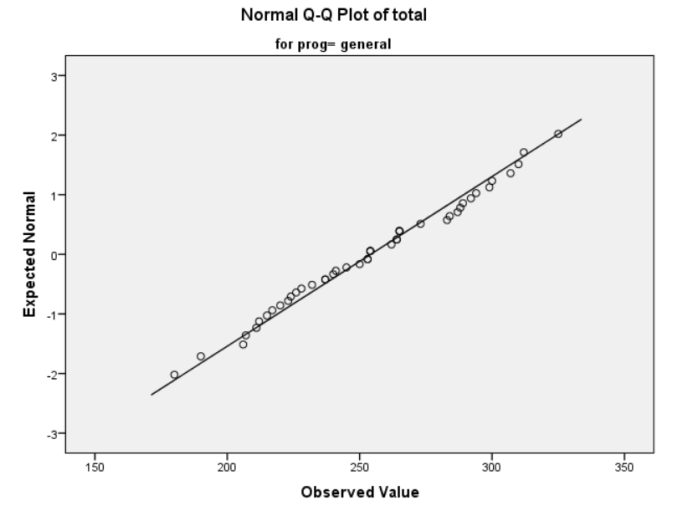 Normal Q-Q Plot of total
for prog= general
3
2
1
0
-1
-2
-3
Expected Normal
150 200 250 300 350
Observed Value